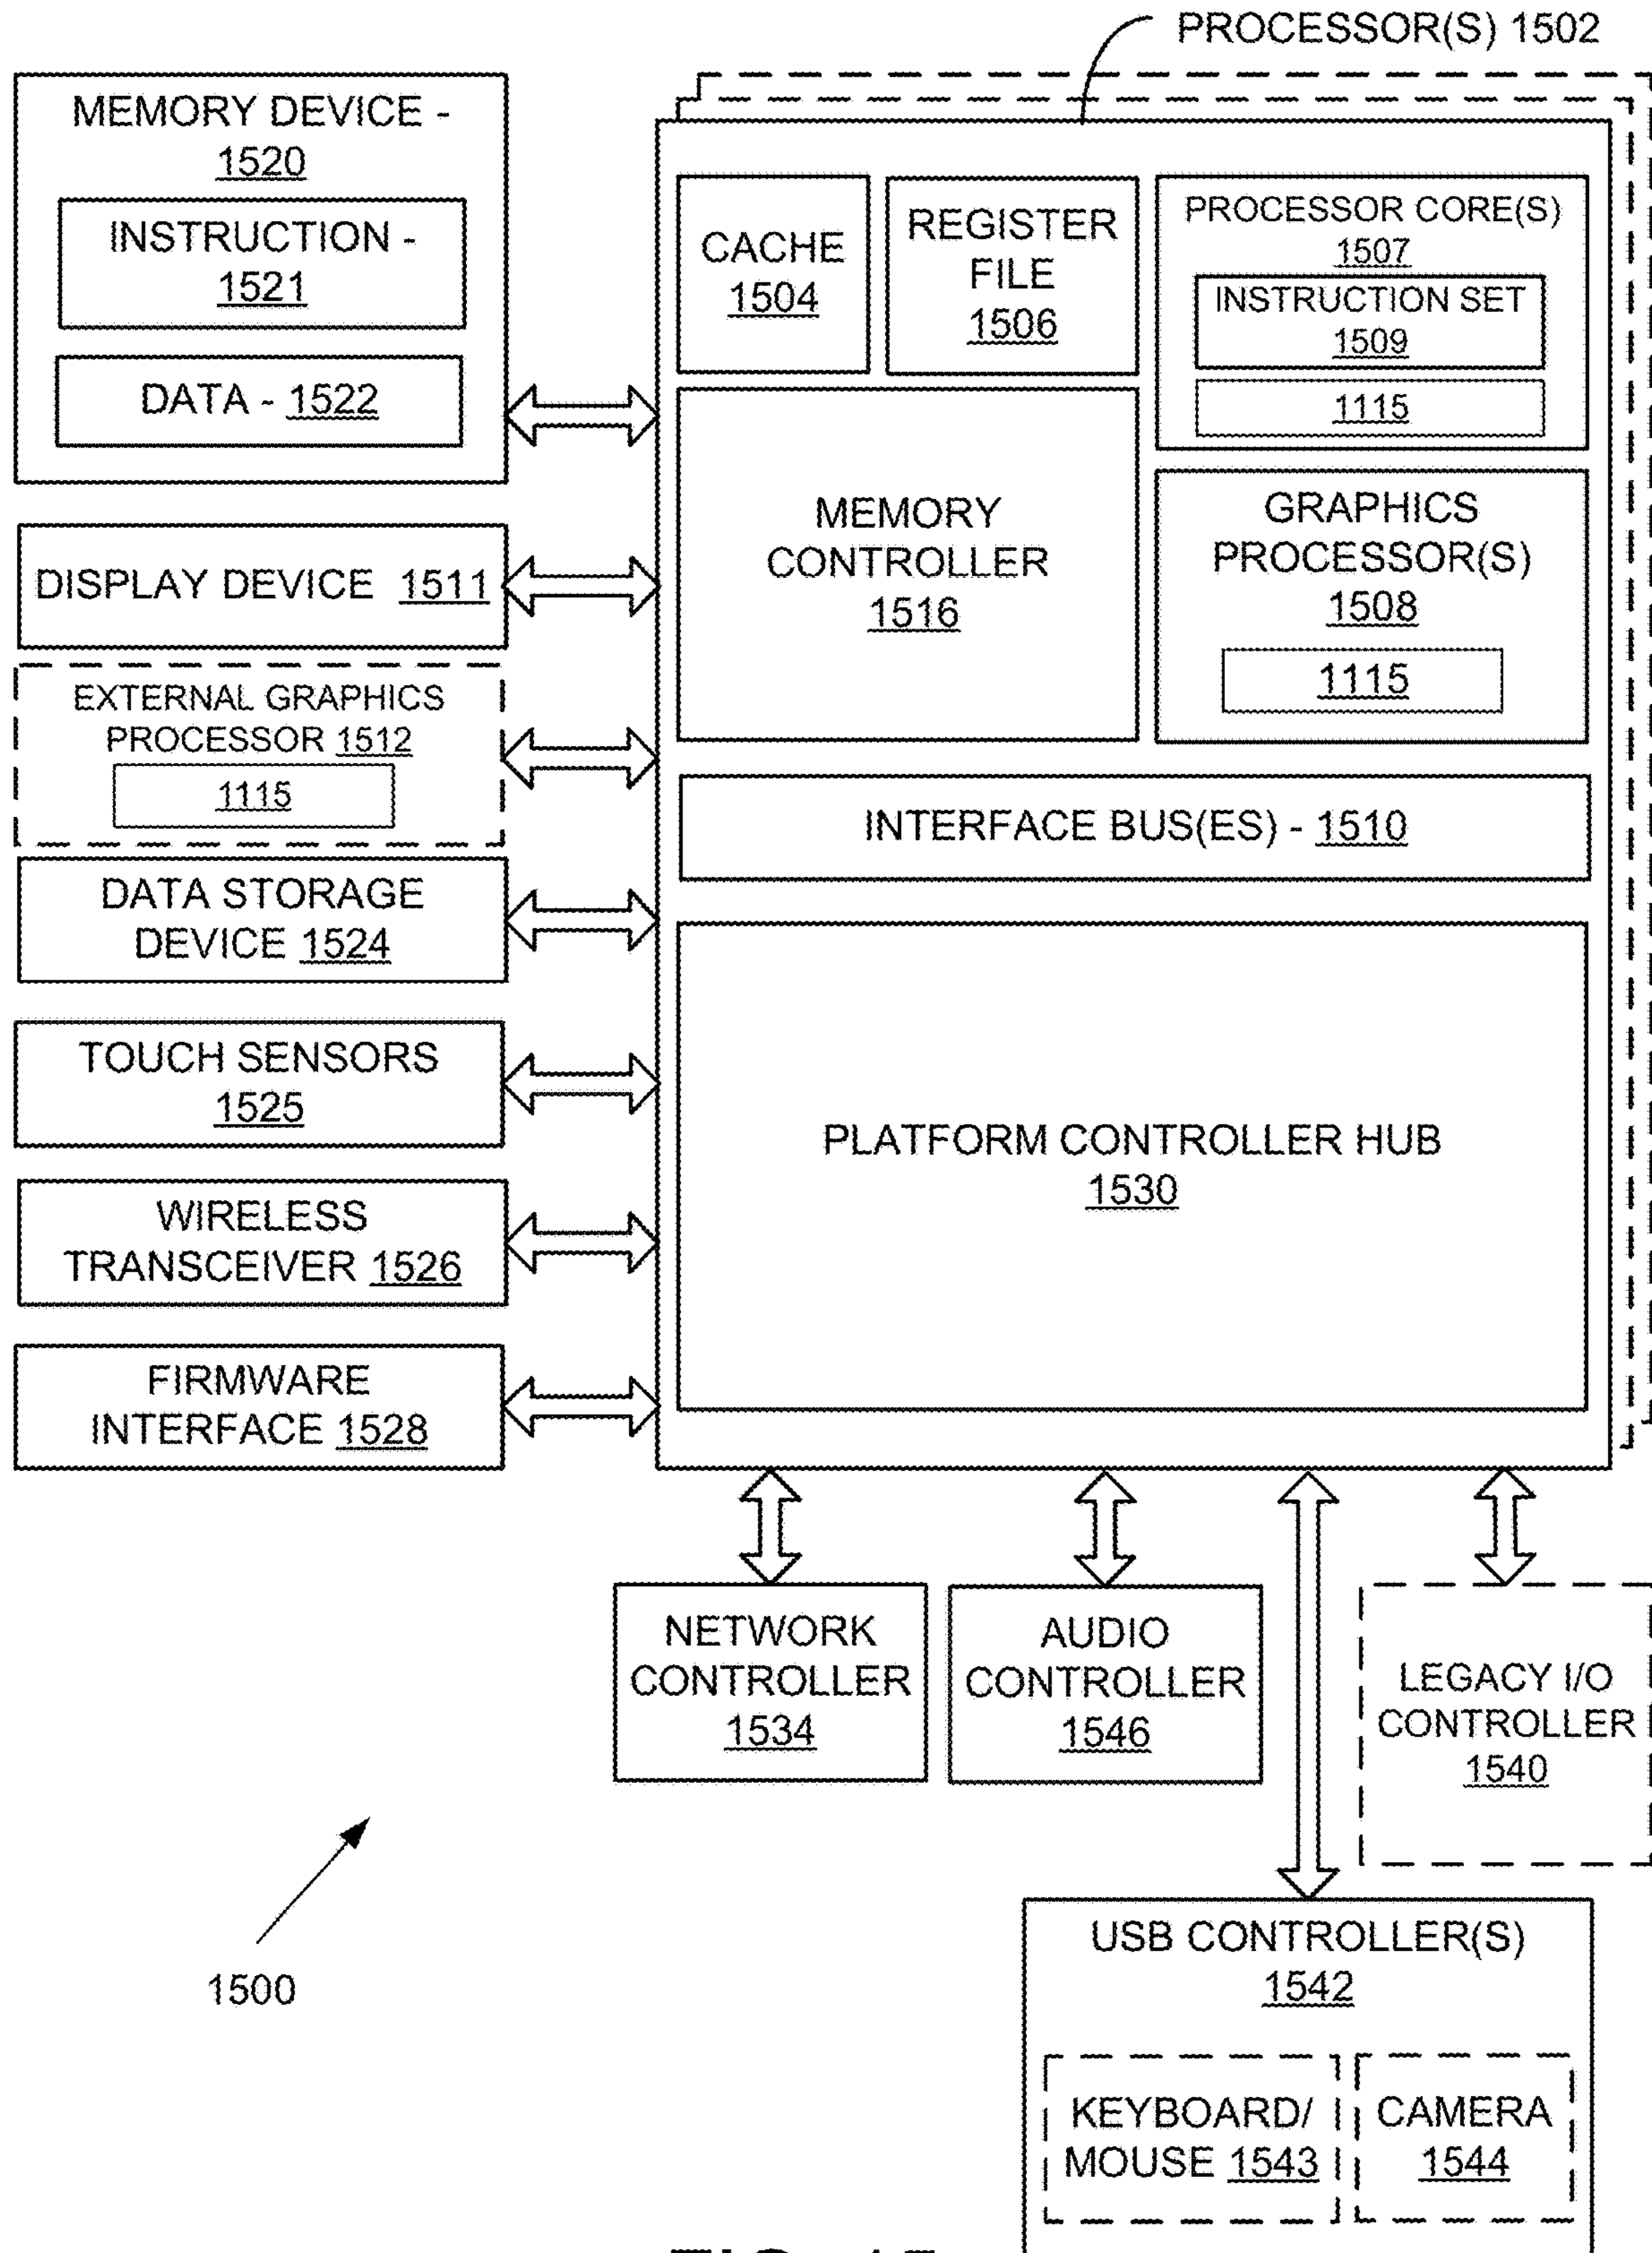 PROCESSOR(S) 1502
MEMORY DEVICE -
1520
INSTRUCTION -
1521
DATA - 1522
DISPLAY DEVICE 1511
EXTERNAL GRAPHICS
PROCESSOR 1512
1115
DATA STORAGE
DEVICE 1524
TOUCH SENSORS
1525
WIRELESS
TRANSCEIVER 1526
FIRMWARE
INTERFACE 1528
CACHE
1504
REGISTER
FILE
1506
PROCESSOR CORE(S)
1507
INSTRUCTION SET
1509
1115
MEMORY
CONTROLLER
1516
GRAPHICS
PROCESSOR(S)
1508
1115
INTERFACE BUS(ES) - 1510
PLATFORM CONTROLLER HUB
1530
NETWORK
CONTROLLER
1534
AUDIO
CONTROLLER
1546
LEGACY I/O
CONTROLLER
1540
1500
USB CONTROLLER(S)
1542
KEYBOARD/
MOUSE 1543
CAMERA
1544